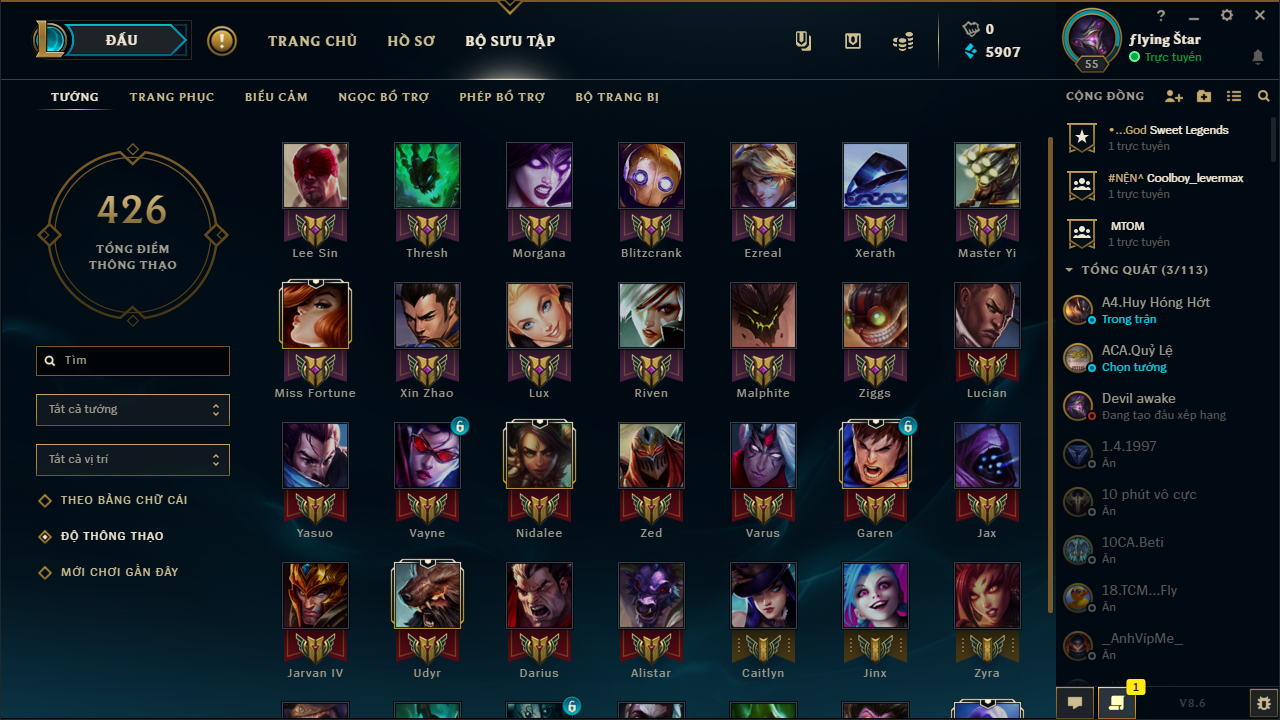 ĐẤU
!
TRANG CHỦ
HỒ SƠ
BỘ SƯU TẬP
0
5907
?
ƒlying Štar
Trực tuyến
55
TƯỚNG
TRANG PHỤC
BIỂU CẢM
NGỌC BỔ TRỢ
PHÉP BỔ TRỢ
BỘ TRANG BỊ
426
TỔNG ĐIỂM
THÔNG THẠO
Tìm
Tất cả tướng
Tất cả vị trí
THEO BẢNG CHỮ CÁI
ĐỘ THÔNG THẠO
MỚI CHƠI GẦN ĐÂY
Lee Sin
Thresh
Morgana
Blitzcrank
Ezreal
Xerath
Master Yi
Miss Fortune
Xin Zhao
Lux
Riven
Malphite
Ziggs
Lucian
6
6
Yasuo
Vayne
Nidalee
Zed
Varus
Garen
Jax
Jarvan IV
Udyr
Darius
Alistar
Caitlyn
Jinx
Zyra
6
CỘNG ĐỒNG
•...God Sweet Legends
1 trực tuyến
#NỆN^ Coolboy_levermax
1 trực tuyến
MTOM
1 trực tuyến
TỔNG QUÁT (3/113)
A4.Huy Hóng Hớt
Trong trận
ACA.Quỷ Lệ
Chọn tướng
Devil awake
Đang tạo đấu xếp hạng
1.4.1997
Ẩn
10 phút vô cực
Ẩn
10CA.Beti
Ẩn
18.TCM...Fly
Ẩn
_AnhVípMe_
Ẩn
1
V8.6